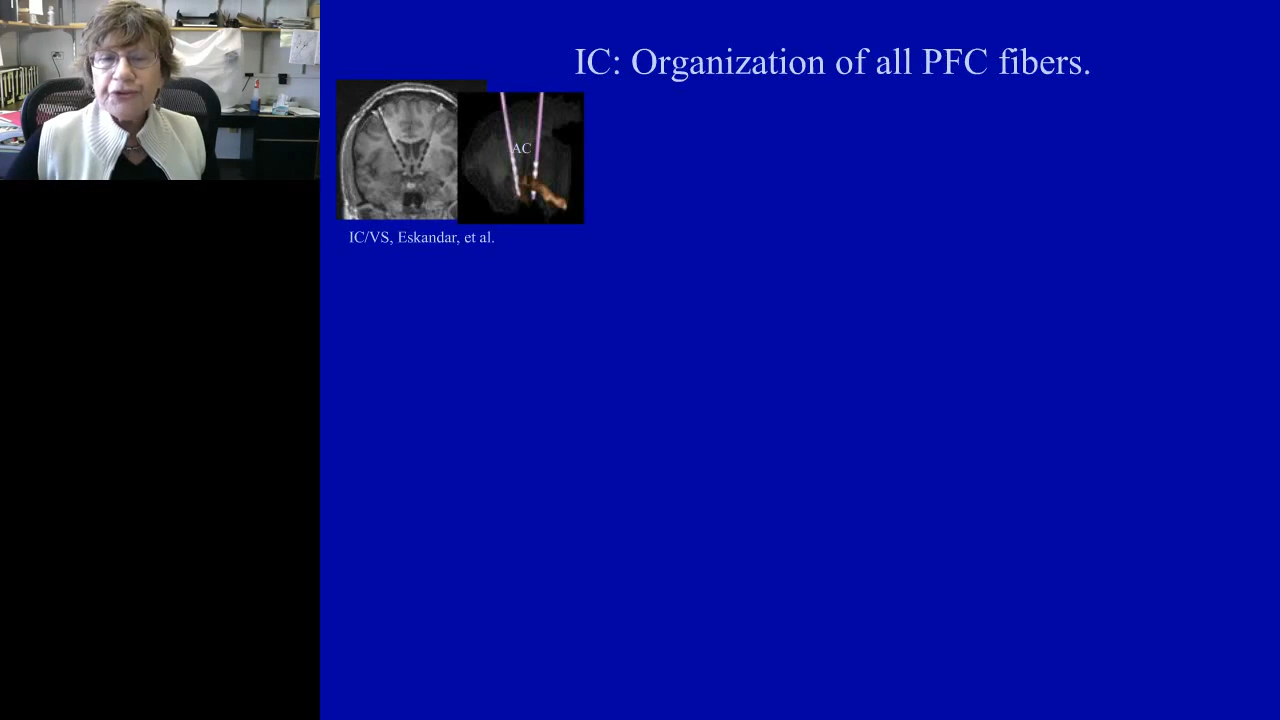 IC: Organization of all PFC fibers.
AC
IC/VS, Eskandar, et al.